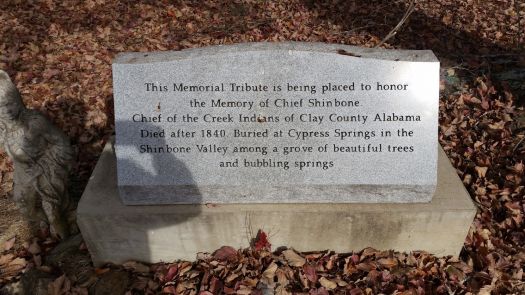 This Memorial Tribute is being placed to honor
the Memory of Chief Shinbone.
Chief of the Creek Indians of Clay County Alabama
Died after 1840. Buried at Cypress Springs in the
Shinbone Valley among a grove of beautiful trees
and bubbling springs